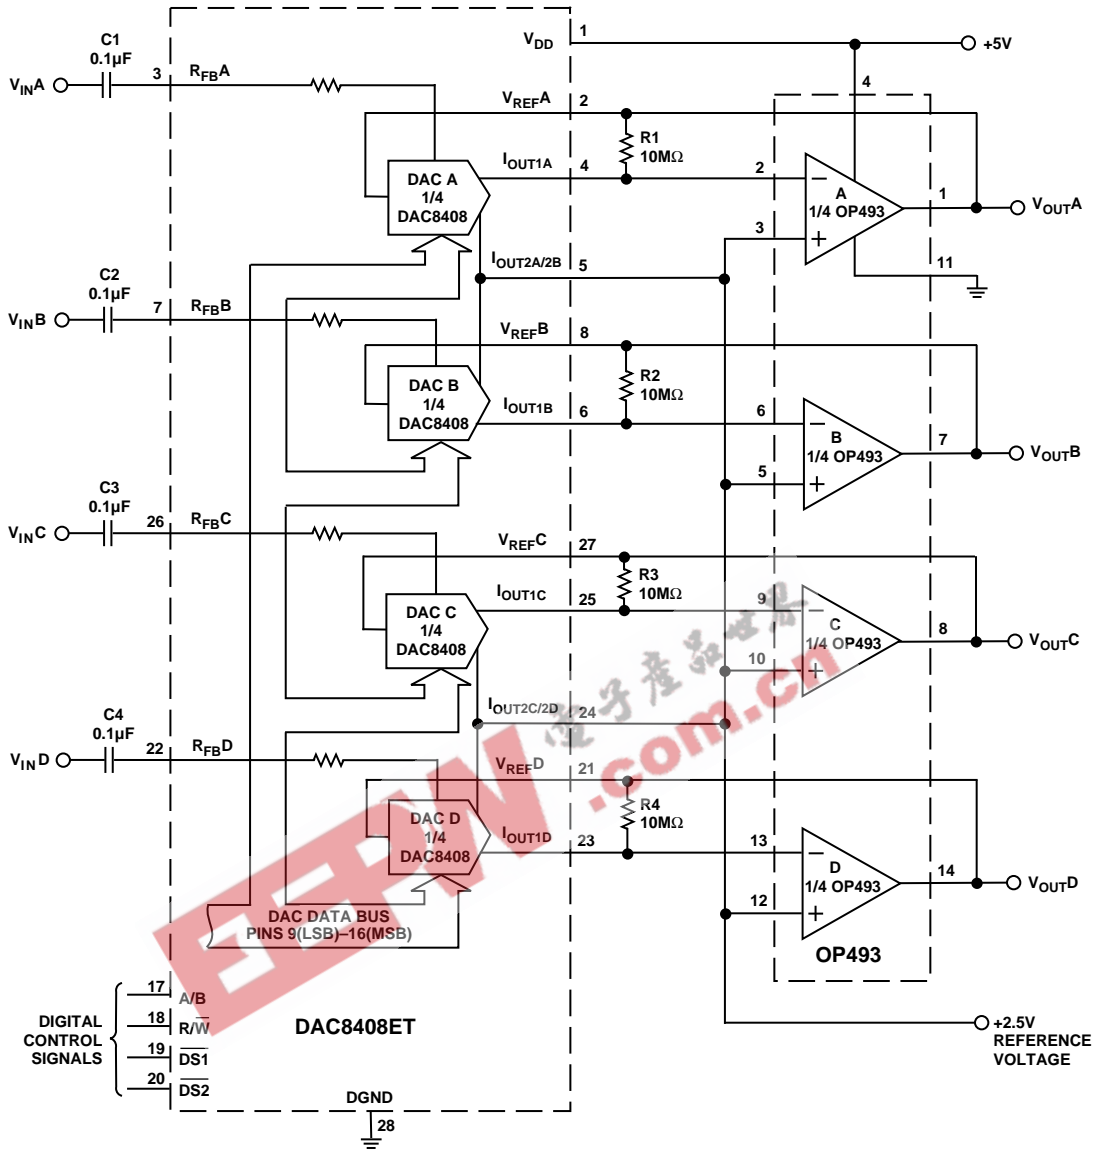 C1
0.1µF
VINA
3
RFBA
VDD
1
+5V
4
VREFA
2
R1
10MΩ
DAC A
1/4
DAC8408
IOUT1A
4
2
−
A
1/4 OP493
3
+
1
VOUTA
11
IOUT2A/2B
5
C2
0.1µF
VINB
7
RFBB
VREFB
8
R2
10MΩ
DAC B
1/4
DAC8408
IOUT1B
6
6
−
B
1/4 OP493
5
+
7
VOUTB
C3
0.1µF
VINC
26
RFBC
VREFC
27
R3
10MΩ
DAC C
1/4
DAC8408
IOUT1C
25
9
−
C
1/4 OP493
10
+
8
VOUTC
IOUT2C/2D
24
C4
0.1µF
VIND
22
RFBD
VREFD
21
R4
10MΩ
DAC D
1/4
DAC8408
IOUT1D
23
13
−
D
1/4 OP493
12
+
14
VOUTD
OP493
DAC DATA BUS
PINS 9(LSB)–16(MSB)
DIGITAL
CONTROL
SIGNALS
17
A/B
18
R/W̅
19
D̅S̅1̅
20
D̅S̅2̅
DAC8408ET
DGND
28
+2.5V
REFERENCE
VOLTAGE
EEPW
.com.cn
電子產品世界